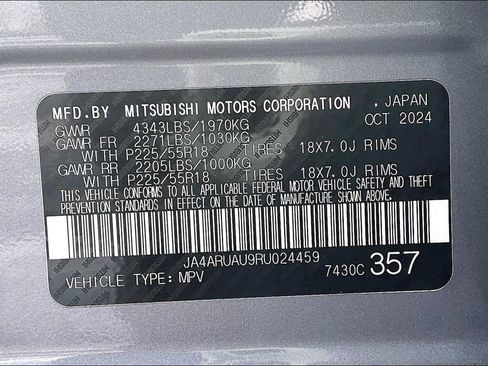 MFD.BY MITSUBISHI MOTORS CORPORATION , JAPAN
GVWR 4343LBS/1970KG OCT 2024
GAWR FR 2271LBS/1030KG
WITH P225/55R18 TIRES 18X7.0J RIMS
GAWR RR 2205LBS/1000KG
WITH P225/55R18 TIRES 18X7.0J RIMS
THIS VEHICLE CONFORMS TO ALL APPLICABLE FEDERAL MOTOR VEHICLE SAFETY AND THEFT
PREVENTION STANDARDS IN EFFECT ON THE DATE OF MANUFACTURE SHOWN ABOVE.
JA4ARUAU9RU024459
VEHICLE TYPE: MPV 7430C 357